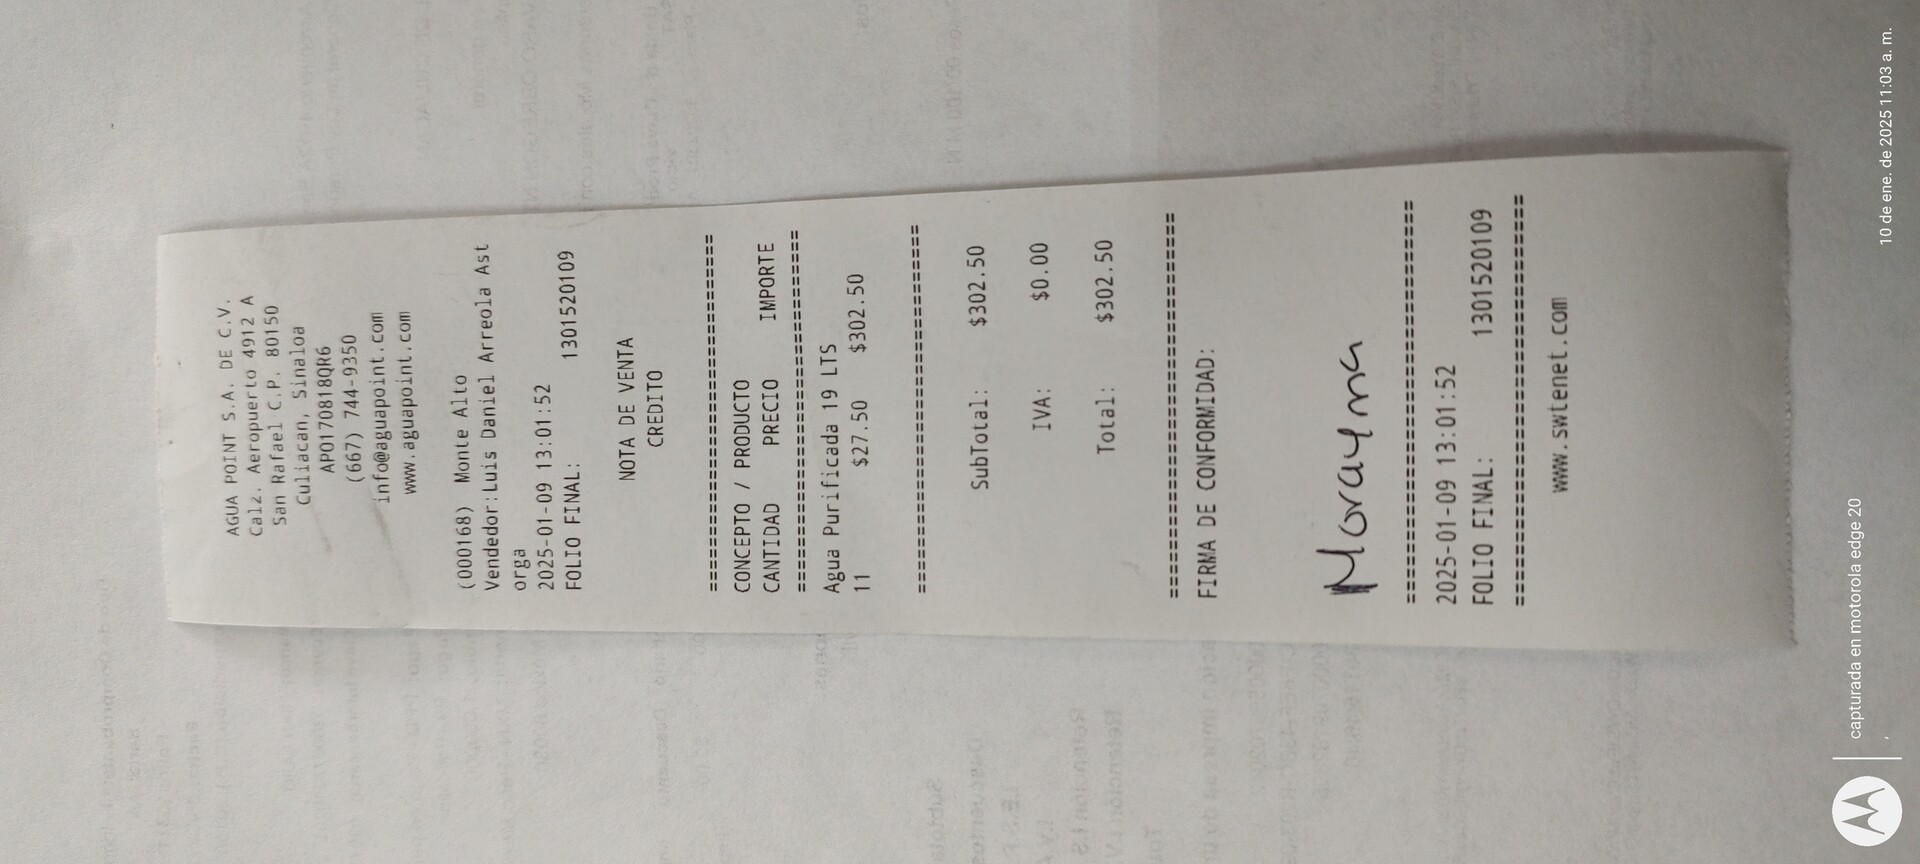 AGUA POINT S.A. DE C.V.
Calz. Aeropuerto 4912 A
San Rafael C.P. 80150
Culiacan, Sinaloa
APO170818QR6
(667) 744-9350
info@aguapoint.com
www.aguapoint.com
(000168) Monte Alto
Vendedor:Luis Daniel Arreola Ast
orga
2025-01-09 13:01:52
FOLIO FINAL: 1301520109
NOTA DE VENTA
CREDITO
================================
CONCEPTO / PRODUCTO
CANTIDAD PRECIO IMPORTE
================================
Agua Purificada 19 LTS
11 $27.50 $302.50
================================
SubTotal: $302.50
IVA: $0.00
Total: $302.50
================================
FIRMA DE CONFORMIDAD:
Morayma
================================
2025-01-09 13:01:52
FOLIO FINAL: 1301520109
================================
www.swtenet.com
capturada en motorola edge 20
,
10 de ene. de 2025 11:03 a. m.